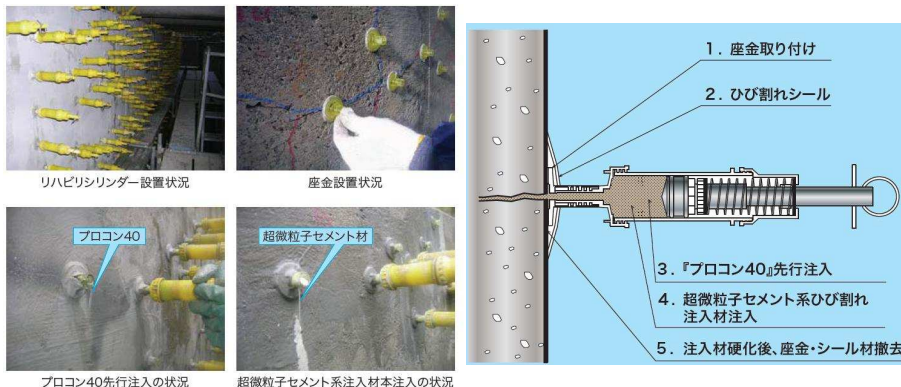 リハビリシリンダー設置状況
座金設置状況
プロコン40
超微粒子セメント材
プロコン40先行注入の状況
超微粒子セメント系注入材本注入の状況
1. 座金取り付け
2. ひび割れシール
3. 『プロコン40』先行注入
4. 超微粒子セメント系ひび割れ
注入材注入
5. 注入材硬化後、座金・シール材撤去